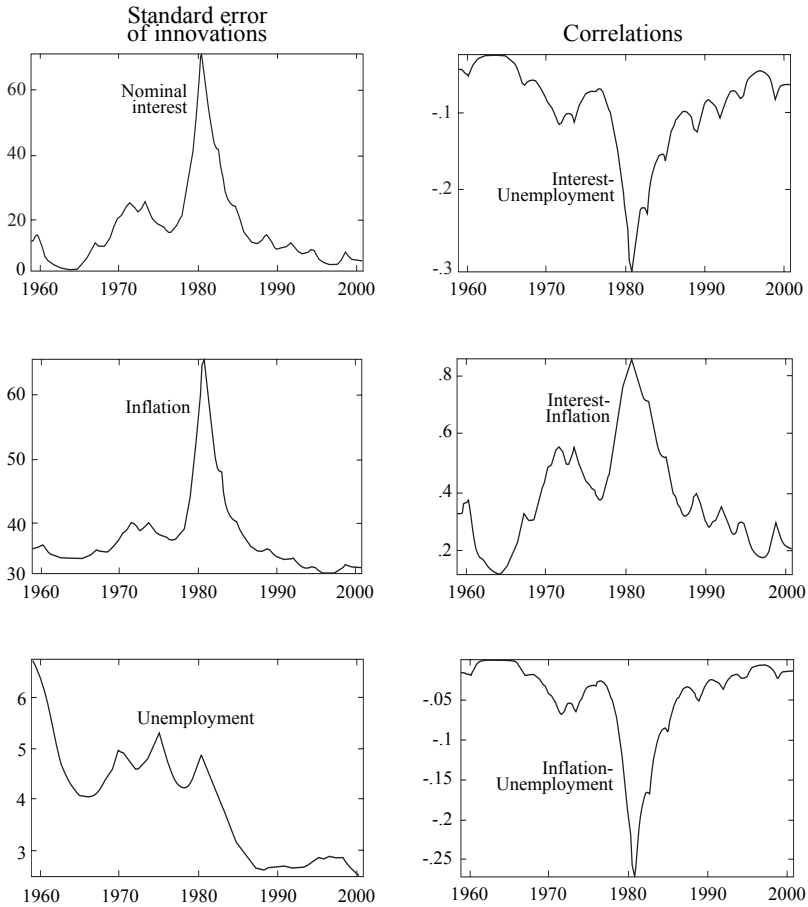 Standard error
of innovations
Correlations
60
40
20
0
Nominal
interest
1960 1970 1980 1990 2000
-.1
-.2
-.3
Interest-
Unemployment
1960 1970 1980 1990 2000
60
50
40
30
Inflation
1960 1970 1980 1990 2000
.8
.6
.4
.2
Interest-
Inflation
1960 1970 1980 1990 2000
6
5
4
3
Unemployment
1960 1970 1980 1990 2000
-.05
-.1
-.15
-.2
-.25
Inflation-
Unemployment
1960 1970 1980 1990 2000